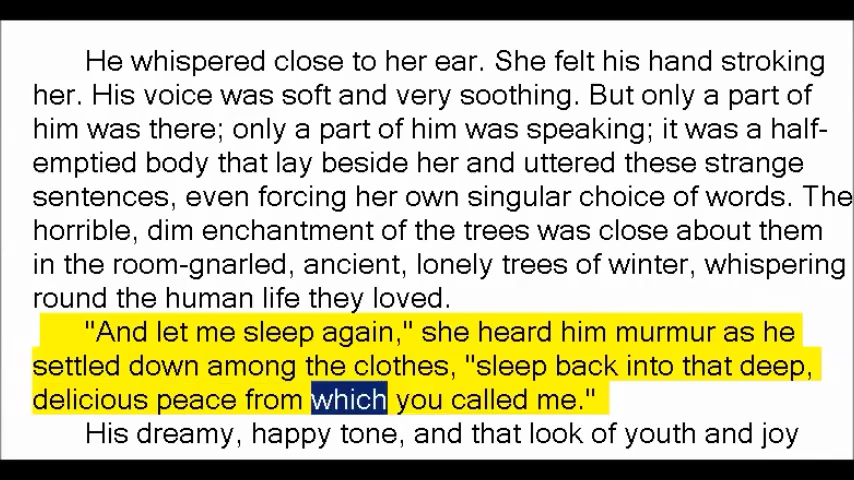 He whispered close to her ear. She felt his hand stroking
her. His voice was soft and very soothing. But only a part of
him was there; only a part of him was speaking; it was a half-
emptied body that lay beside her and uttered these strange
sentences, even forcing her own singular choice of words. The
horrible, dim enchantment of the trees was close about them
in the room-gnarled, ancient, lonely trees of winter, whispering
round the human life they loved.
"And let me sleep again," she heard him murmur as he
settled down among the clothes, "sleep back into that deep,
delicious peace from which you called me."
His dreamy, happy tone, and that look of youth and joy